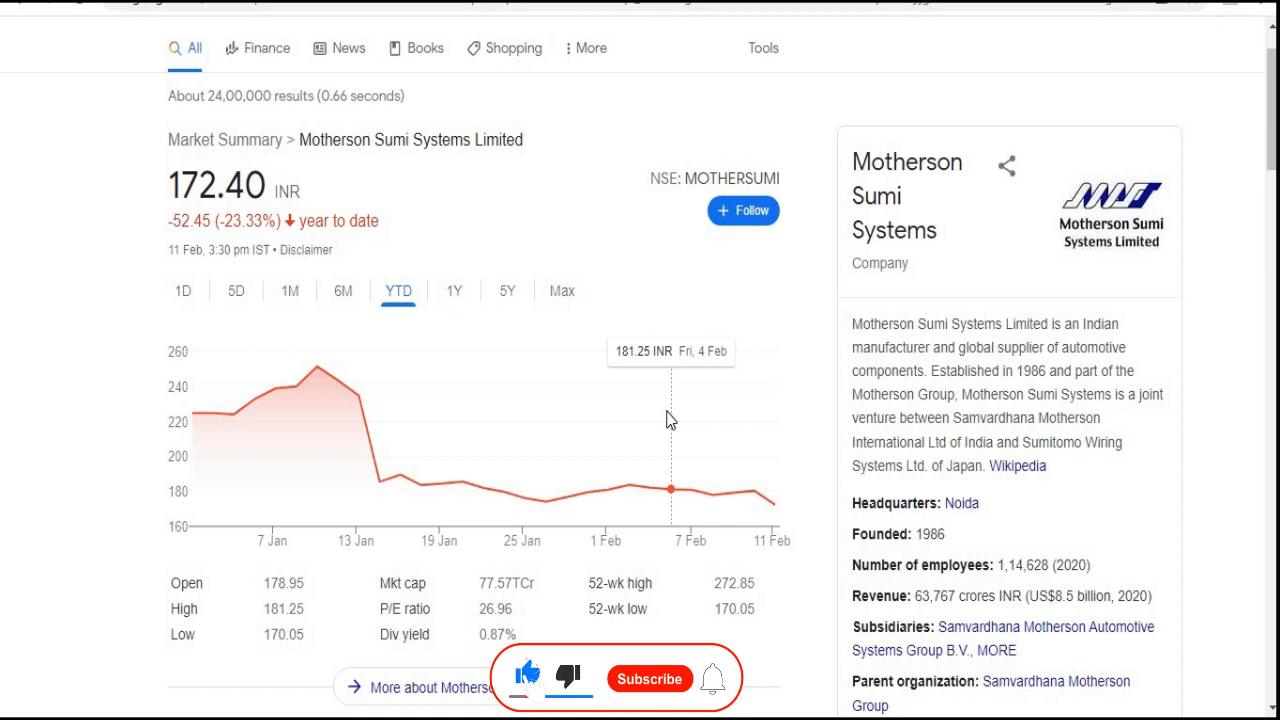 All Finance News Books Shopping More Tools
About 24,00,000 results (0.66 seconds)
Market Summary > Motherson Sumi Systems Limited
172.40 INR
NSE: MOTHERSUMI
+ Follow
-52.45 (-23.33%) year to date
11 Feb, 3:30 pm IST • Disclaimer
1D 5D 1M 6M YTD 1Y 5Y Max
181.25 INR Fri, 4 Feb
260
240
220
200
180
160
7 Jan 13 Jan 19 Jan 25 Jan 1 Feb 7 Feb 11 Feb
Open 178.95 Mkt cap 77.57TCr 52-wk high 272.85
High 181.25 P/E ratio 26.96 52-wk low 170.05
Low 170.05 Div yield 0.87%
More about Motherso
Subscribe
Motherson
Sumi
Systems
Company
Motherson Sumi
Systems Limited
Motherson Sumi Systems Limited is an Indian
manufacturer and global supplier of automotive
components. Established in 1986 and part of the
Motherson Group, Motherson Sumi Systems is a joint
venture between Samvardhana Motherson
International Ltd of India and Sumitomo Wiring
Systems Ltd. of Japan. Wikipedia
Headquarters: Noida
Founded: 1986
Number of employees: 1,14,628 (2020)
Revenue: 63,767 crores INR (US$8.5 billion, 2020)
Subsidiaries: Samvardhana Motherson Automotive
Systems Group B.V., MORE
Parent organization: Samvardhana Motherson
Group